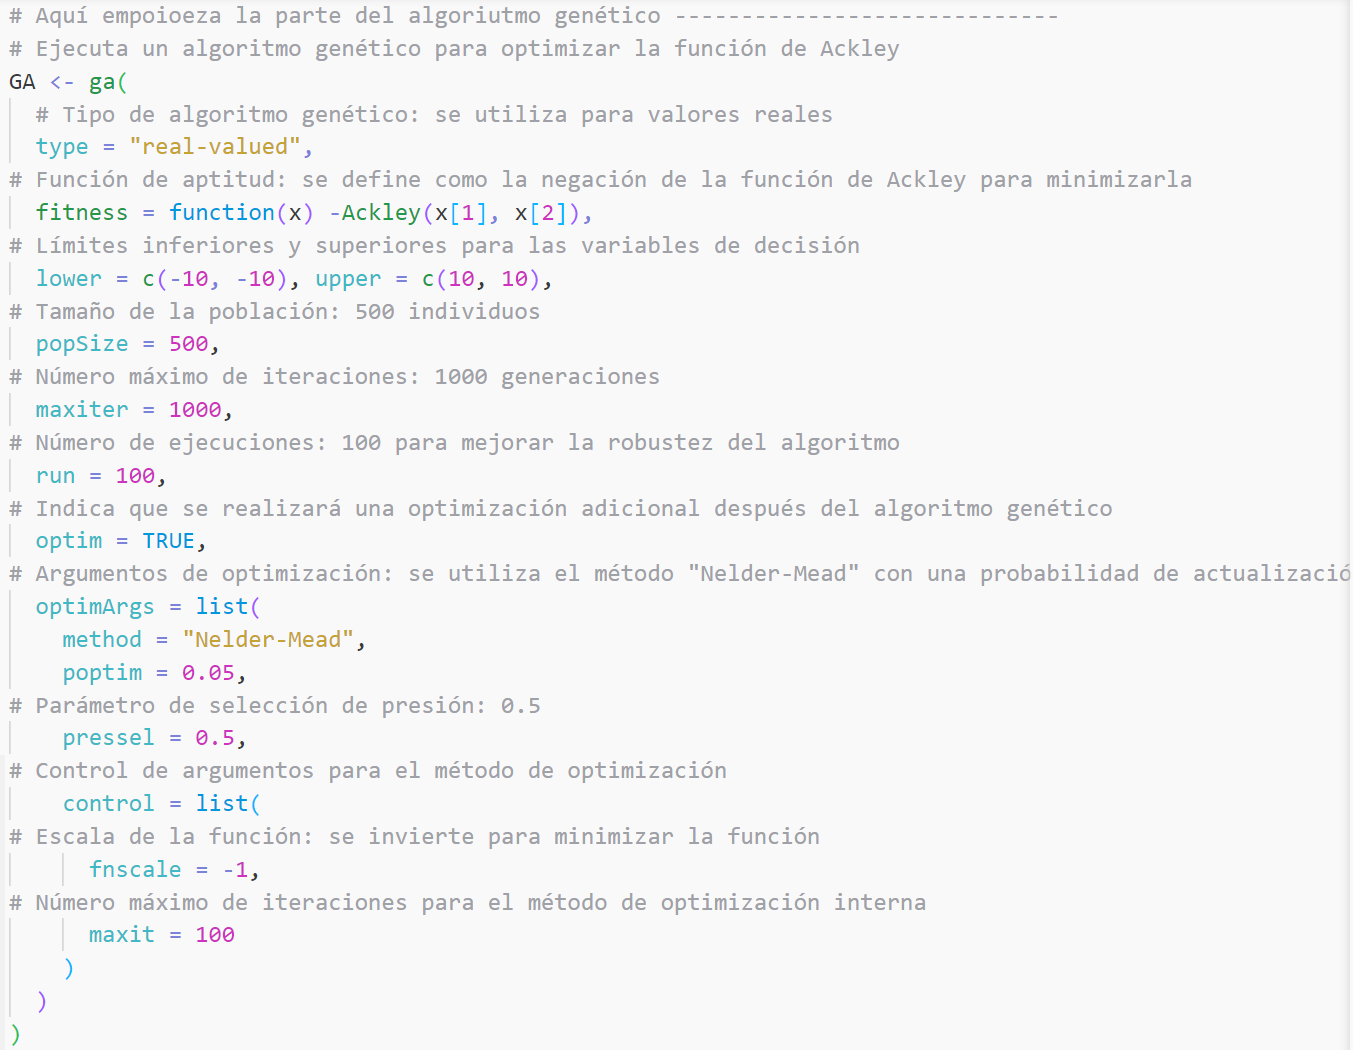 # Aquí empoioeza la parte del algoriutmo genético -----------------------------
# Ejecuta un algoritmo genético para optimizar la función de Ackley
GA <- ga(
  # Tipo de algoritmo genético: se utiliza para valores reales
  type = "real-valued",
# Función de aptitud: se define como la negación de la función de Ackley para minimizarla
  fitness = function(x) -Ackley(x[1], x[2]),
# Límites inferiores y superiores para las variables de decisión
  lower = c(-10, -10), upper = c(10, 10),
# Tamaño de la población: 500 individuos
  popSize = 500,
# Número máximo de iteraciones: 1000 generaciones
  maxiter = 1000,
# Número de ejecuciones: 100 para mejorar la robustez del algoritmo
  run = 100,
# Indica que se realizará una optimización adicional después del algoritmo genético
  optim = TRUE,
# Argumentos de optimización: se utiliza el método "Nelder-Mead" con una probabilidad de actualizació
  optimArgs = list(
    method = "Nelder-Mead",
    poptim = 0.05,
# Parámetro de selección de presión: 0.5
    pressel = 0.5,
# Control de argumentos para el método de optimización
    control = list(
# Escala de la función: se invierte para minimizar la función
      fnscale = -1,
# Número máximo de iteraciones para el método de optimización interna
      maxit = 100
    )
  )
)